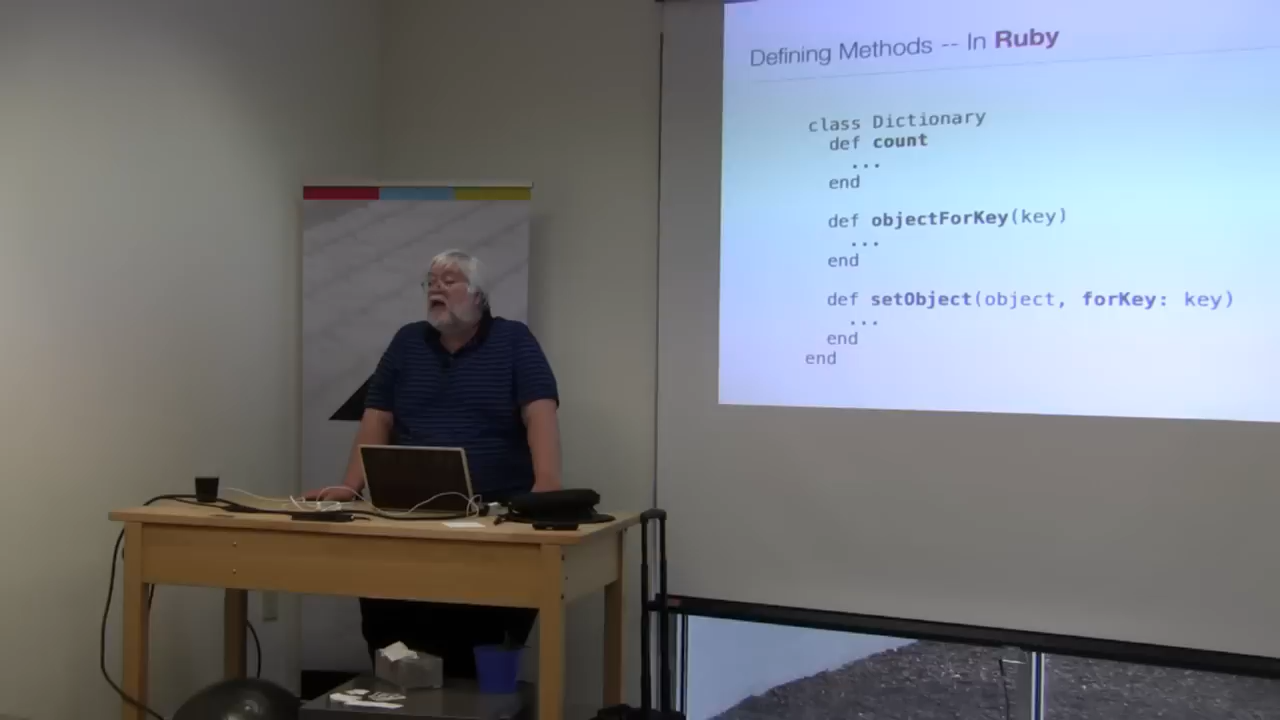 Defining Methods -- In Ruby
class Dictionary
def count
...
end
def objectForKey(key)
...
end
def setObject(object, forKey: key)
...
end
end